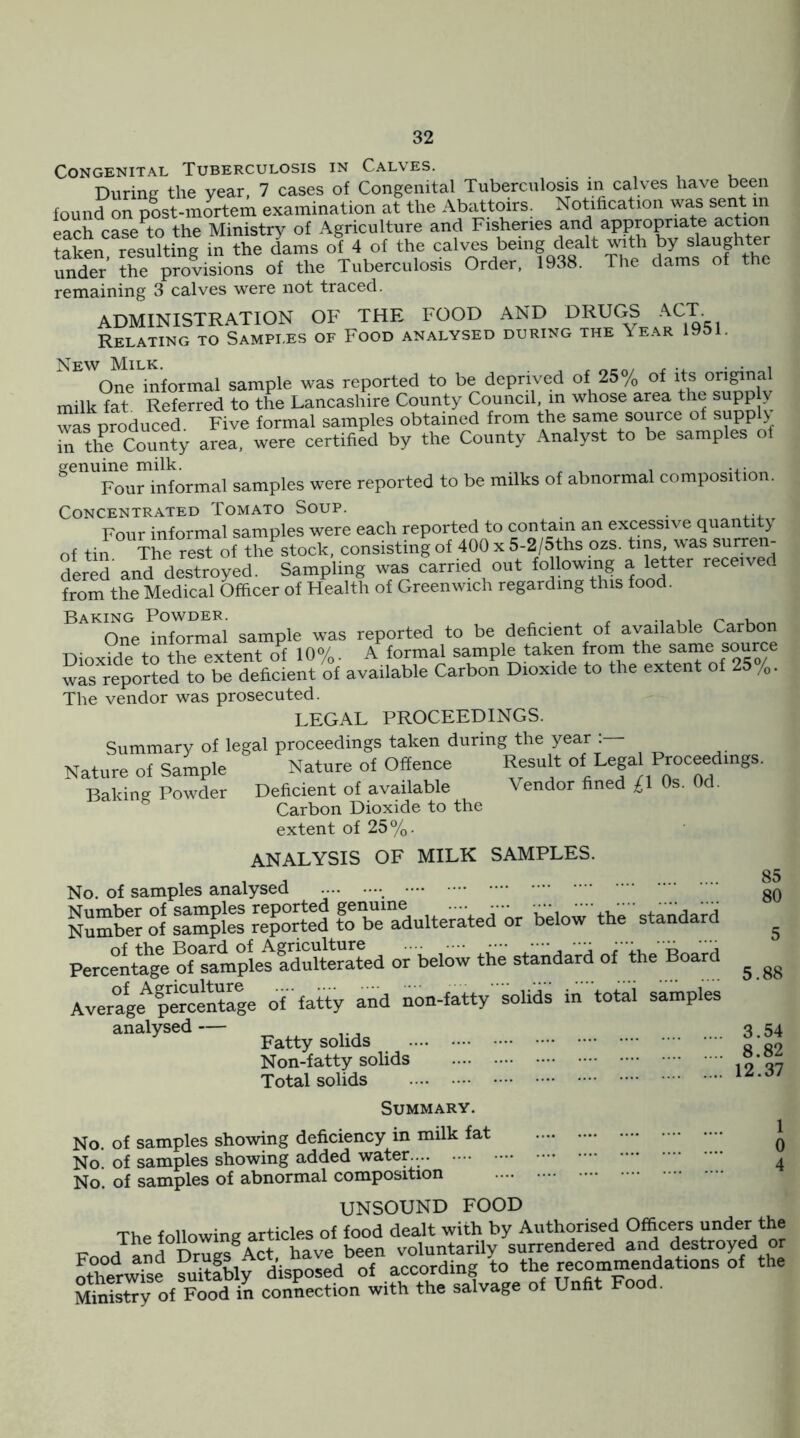 32
Congenital Tuberculosis in Calves.
During the year, 7 cases of Congenital Tuberculosis in calves have been
found on post-mortem examination at the Abattoirs. Notification was sent in
each case to the Ministry of Agriculture and Fisheries and appropriate action
taken, resulting in the dams of 4 of the calves being dealt with by slaughter
under the provisions of the Tuberculosis Order, 1938. The dams of the
remaining 3 calves were not traced.
ADMINISTRATION OF THE FOOD AND DRUGS ACT.
Relating to Samples of Food analysed during the Year 1951.
New Milk.
One informal sample was reported to be deprived of 25% of its original
milk fat. Referred to the Lancashire County Council, in whose area the supply
was produced. Five formal samples obtained from the same source of supply
in the County area, were certified by the County Analyst to be samples of
genuine milk.
Four informal samples were reported to be milks of abnormal composition.
Concentrated Tomato Soup.
Four informal samples were each reported to contain an excessive quantity
of tin. The rest of the stock, consisting of 400 x 5-2/5ths ozs. tins, was surren-
dered and destroyed. Sampling was carried out following a letter received
from the Medical Officer of Health of Greenwich regarding this food.
Baking Powder.
One informal sample was reported to be deficient of available Carbon
Dioxide to the extent of 10%. A formal sample taken from the same source
was reported to be deficient of available Carbon Dioxide to the extent of 25%.
The vendor was prosecuted.
LEGAL PROCEEDINGS.
Summary of legal proceedings taken during the year :—
Nature of Sample Nature of Offence Result of Legal Proceedings.
Baking Powder Deficient of available Vendor fined £1 0s. 0d.
Carbon Dioxide to the
extent of 25%.
ANALYSIS OF MILK SAMPLES.
No. of samples analysed .... .... .... .... .... .... .... .... .... .... 85
Number of samples reported genuine .... .... .... .... .... .... .... 80
Number of samples reported to be adulterated or below the standard
of the Board of Agriculture .... .... .... .... .... .... .... .... 5
Percentage of samples adulterated or below the standard of the Board
of Agriculture .... .... .... .... .... .... .... .... .... .... 5.88
Average percentage of fatty and non-fatty solids in total samples
analysed —
Fatty solids .... .... .... .... .... .... .... .... 3.54
Non-fatty solids .... .... .... .... .... .... .... 8.82
Total solids .... .... .... .... .... .... .... .... 12.37
Summary.
No. of samples showing deficiency in milk fat .... .... .... .... .... 1
No. of samples showing added water.... .... .... .... .... .... .... 0
No. of samples of abnormal composition .... .... .... .... .... .... 4
UNSOUND FOOD
The following articles of food dealt with by Authorised Officers under the
Food and Drugs Act, have been voluntarily surrendered and destroyed or
otherwise suitably disposed of according to the recommendations of the
Ministry of Food in connection with the salvage of Unfit Food.